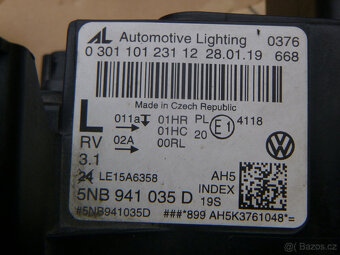 AL Automotive Lighting 0376
0 301 101 231 12 28.01.19 668
Made in Czech Republic
L 011a 01HR PL E1 4118
01HC 20
RV 02A 00RL
3.1
24 LE15A6358 AH5
5NB 941 035 D INDEX 19S
#5NB941035D ###*899 AH5K3761048*=
© Bazoš.cz